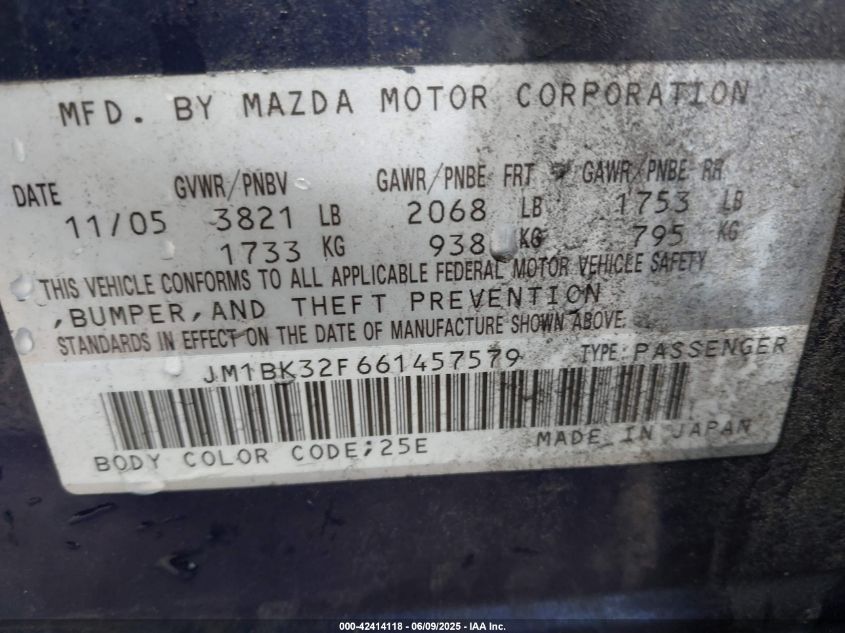 MFD. BY MAZDA MOTOR CORPORATION
DATE GVWR/PNBV GAWR/PNBE FRT GAWR/PNBE RR
11/05 3821 LB 2068 LB 1753 LB
1733 KG 938 KG 795 KG
THIS VEHICLE CONFORMS TO ALL APPLICABLE FEDERAL MOTOR VEHICLE SAFETY
,BUMPER,AND THEFT PREVENTION
STANDARDS IN EFFECT ON THE DATE OF MANUFACTURE SHOWN ABOVE.
JM1BK32F661457579 TYPE: PASSENGER
BODY COLOR CODE;25E MADE IN JAPAN
000-42414118 - 06/09/2025 - IAA Inc.